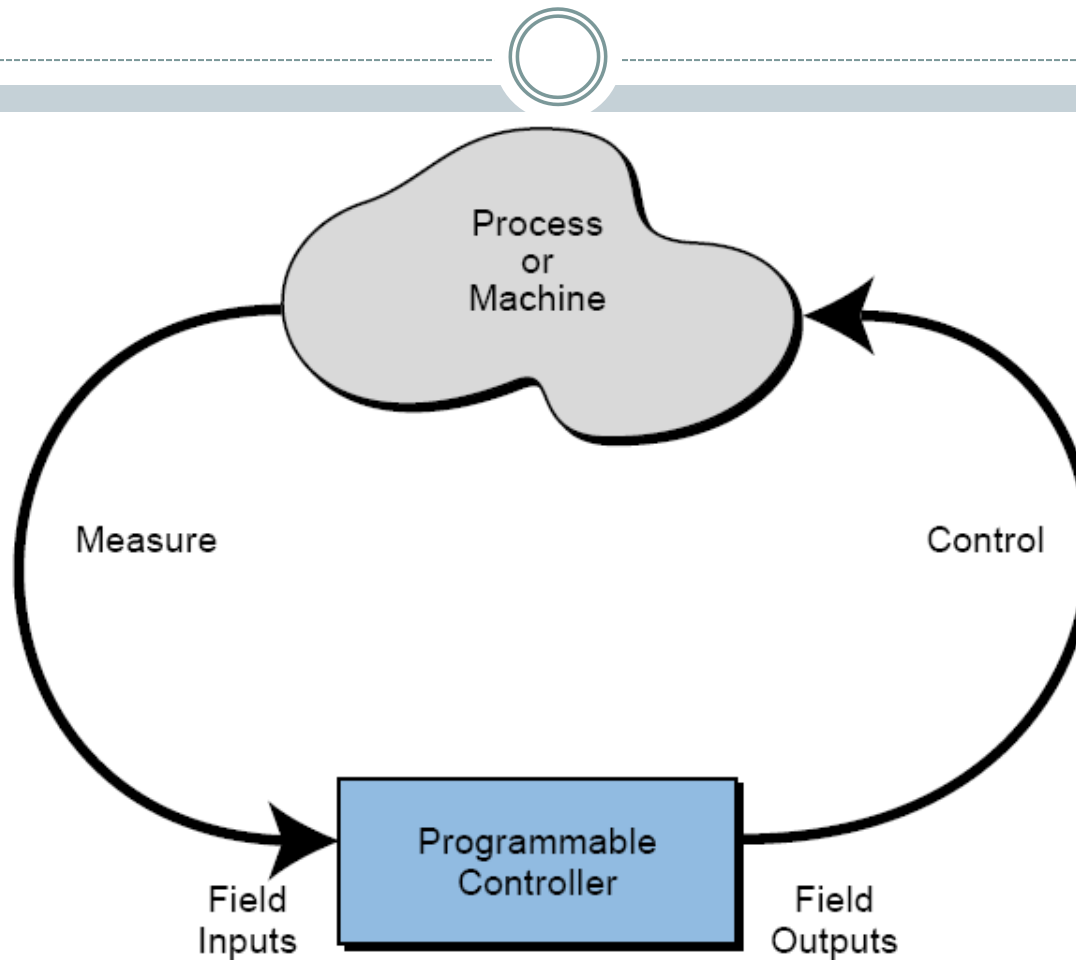 Process
or
Machine
Measure
Control
Programmable
Controller
Field
Inputs
Field
Outputs